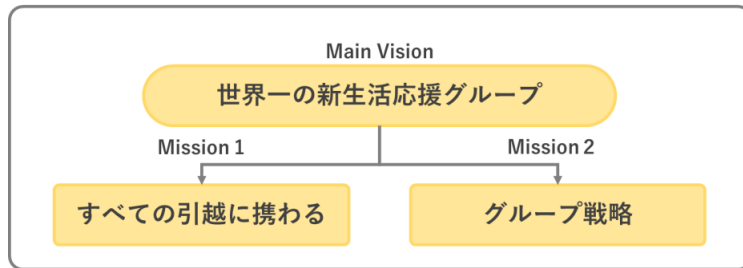 Main Vision
世界一の新生活応援グループ
Mission 1
Mission 2
すべての引越に携わる
グループ戦略